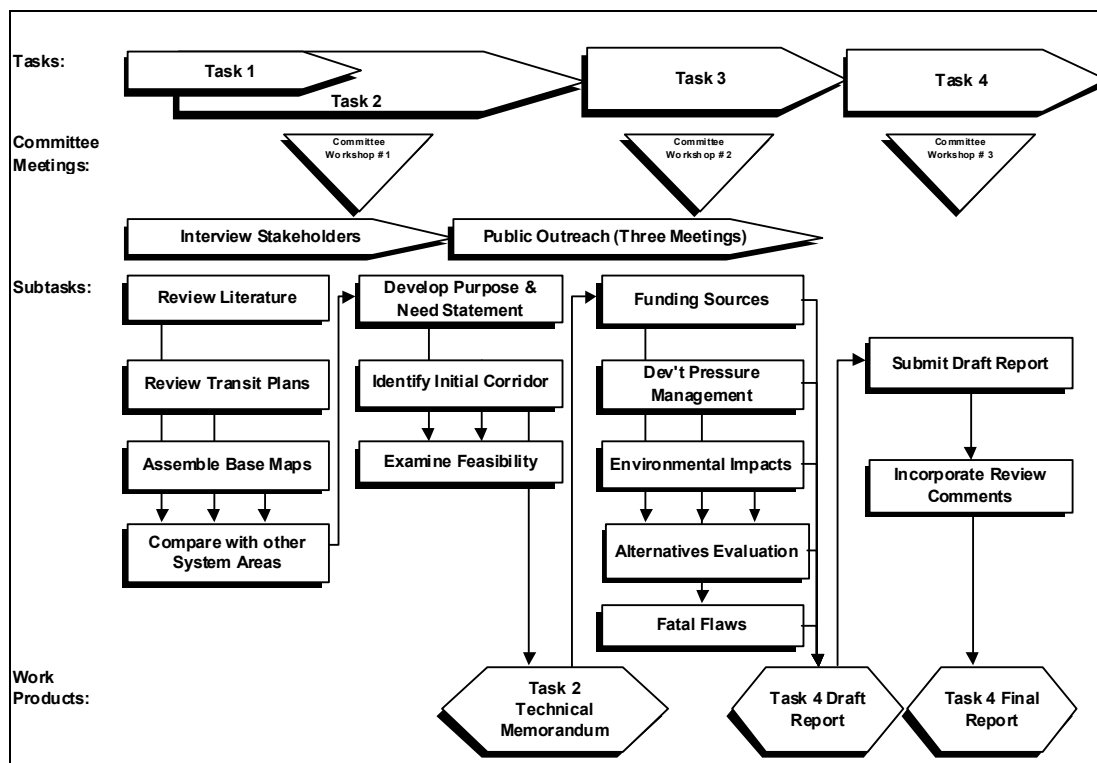 Tasks:
Task 1
Task 2
Task 3
Task 4
Committee
Meetings:
Committee
Workshop # 1
Committee
Workshop # 2
Committee
Workshop # 3
Interview Stakeholders
Public Outreach (Three Meetings)
Subtasks:
Review Literature
Review Transit Plans
Assemble Base Maps
Compare with other
System Areas
Develop Purpose &
Need Statement
Identify Initial Corridor
Examine Feasibility
Funding Sources
Dev't Pressure
Management
Environmental Impacts
Alternatives Evaluation
Fatal Flaws
Submit Draft Report
Incorporate Review
Comments
Work
Products:
Task 2
Technical
Memorandum
Task 4 Draft
Report
Task 4 Final
Report